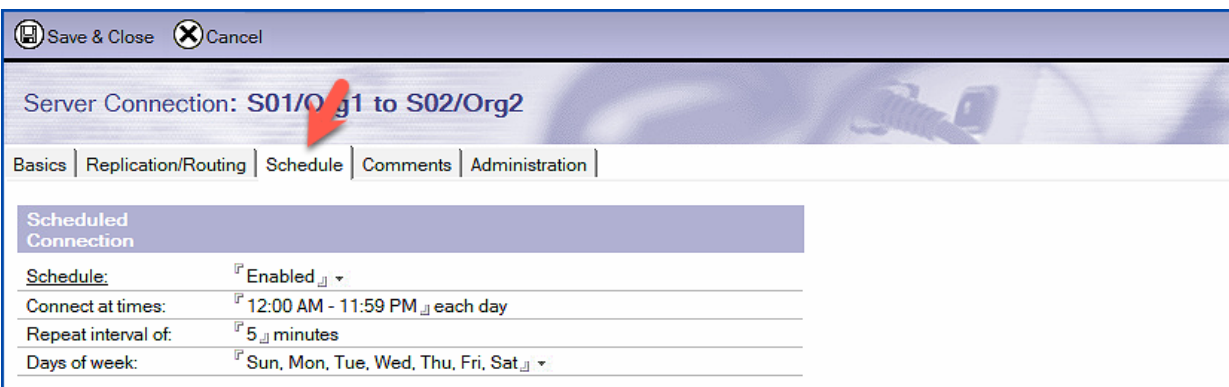 Save & Close Cancel
Server Connection: S01/Org1 to S02/Org2
Basics Replication/Routing Schedule Comments Administration
Scheduled
Connection
Schedule: Enabled
Connect at times: 12:00 AM - 11:59 PM each day
Repeat interval of: 5 minutes
Days of week: Sun, Mon, Tue, Wed, Thu, Fri, Sat